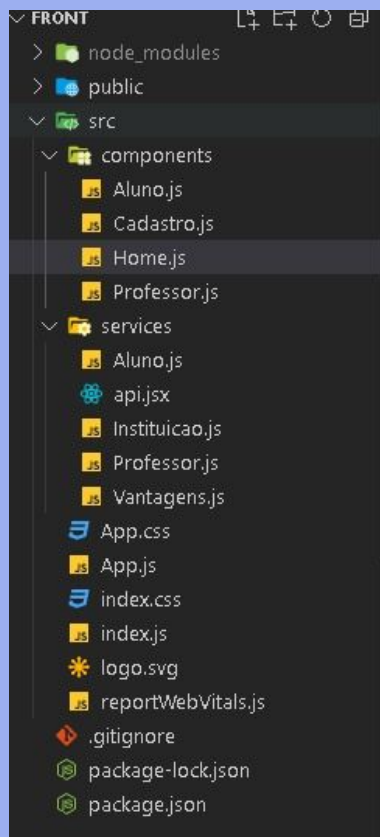 FRONT
node_modules
public
src
components
Aluno.js
Cadastro.js
Home.js
Professor.js
services
Aluno.js
api.jsx
Instituicao.js
Professor.js
Vantagens.js
App.css
App.js
index.css
index.js
logo.svg
reportWebVitals.js
.gitignore
package-lock.json
package.json